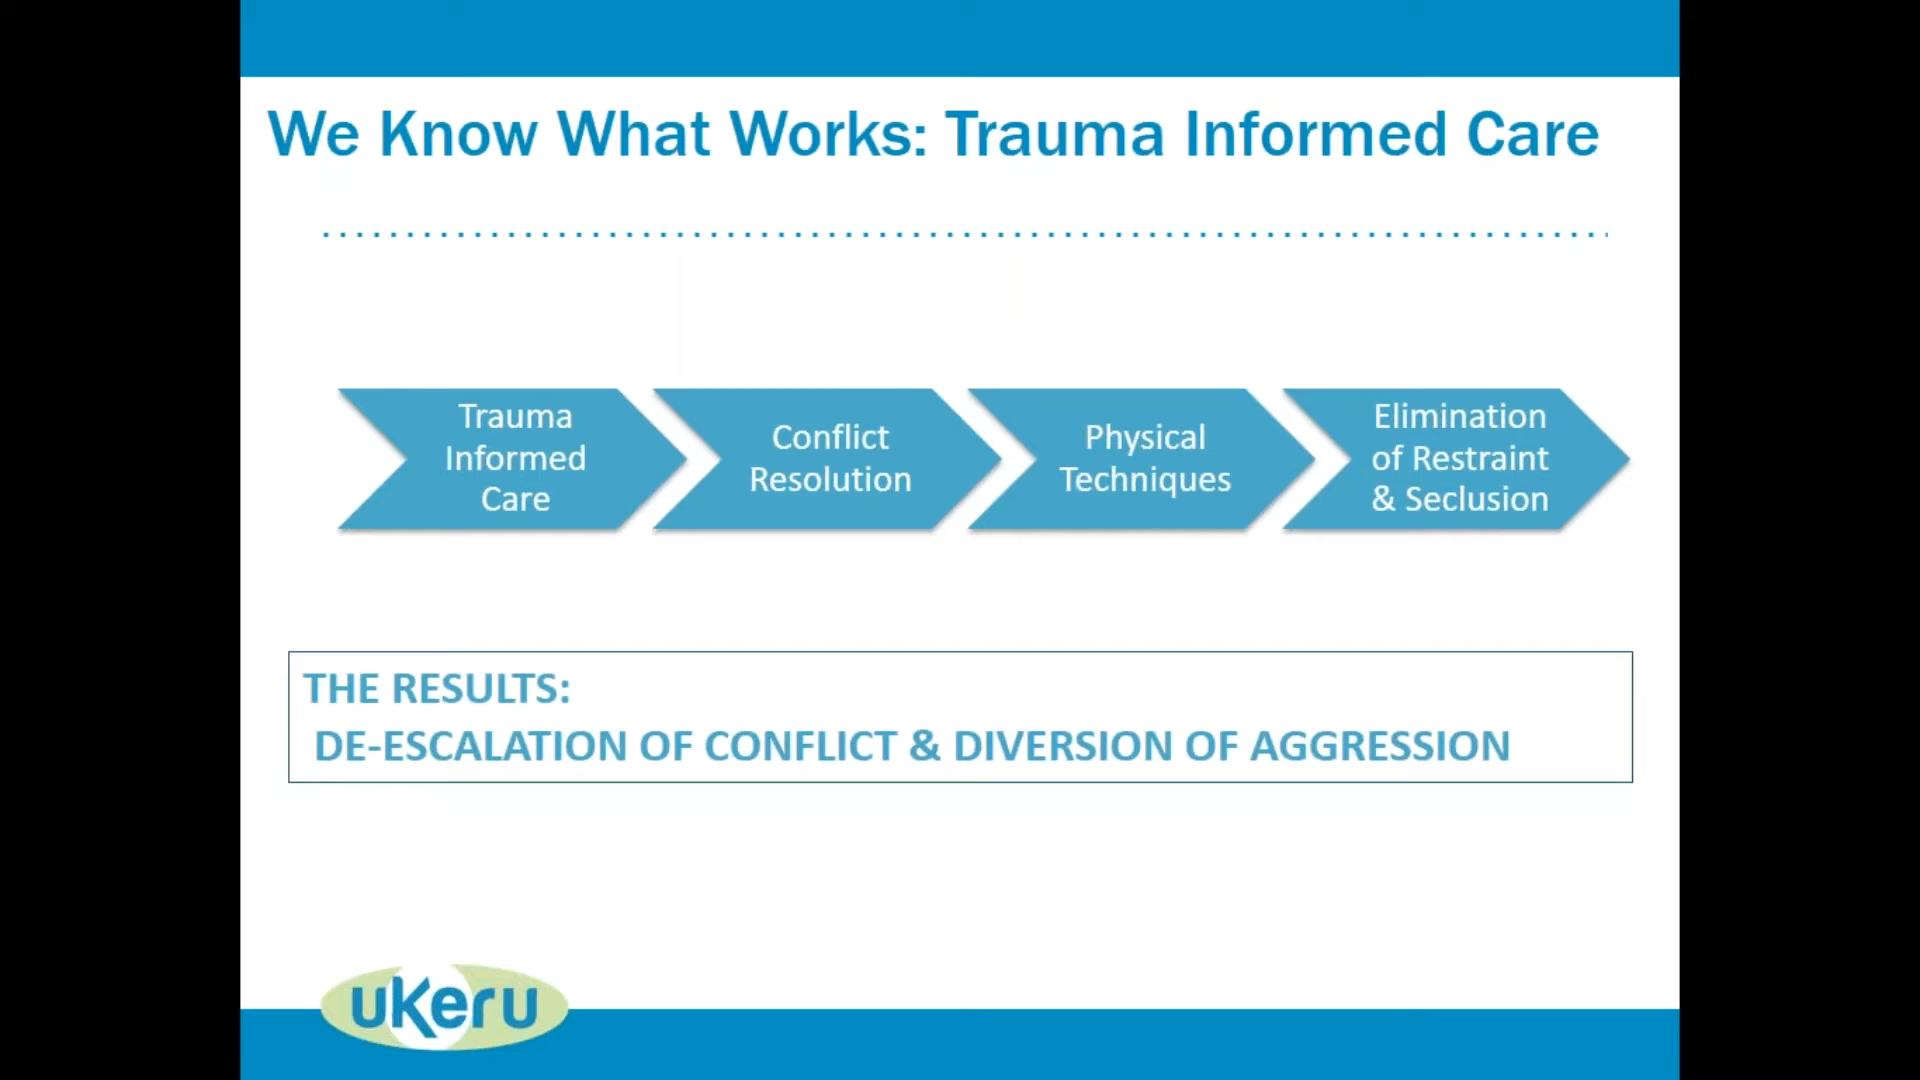 We Know What Works: Trauma Informed Care
Trauma
Informed
Care
Conflict
Resolution
Physical
Techniques
Elimination
of Restraint
& Seclusion
THE RESULTS:
DE-ESCALATION OF CONFLICT & DIVERSION OF AGGRESSION
uKeru